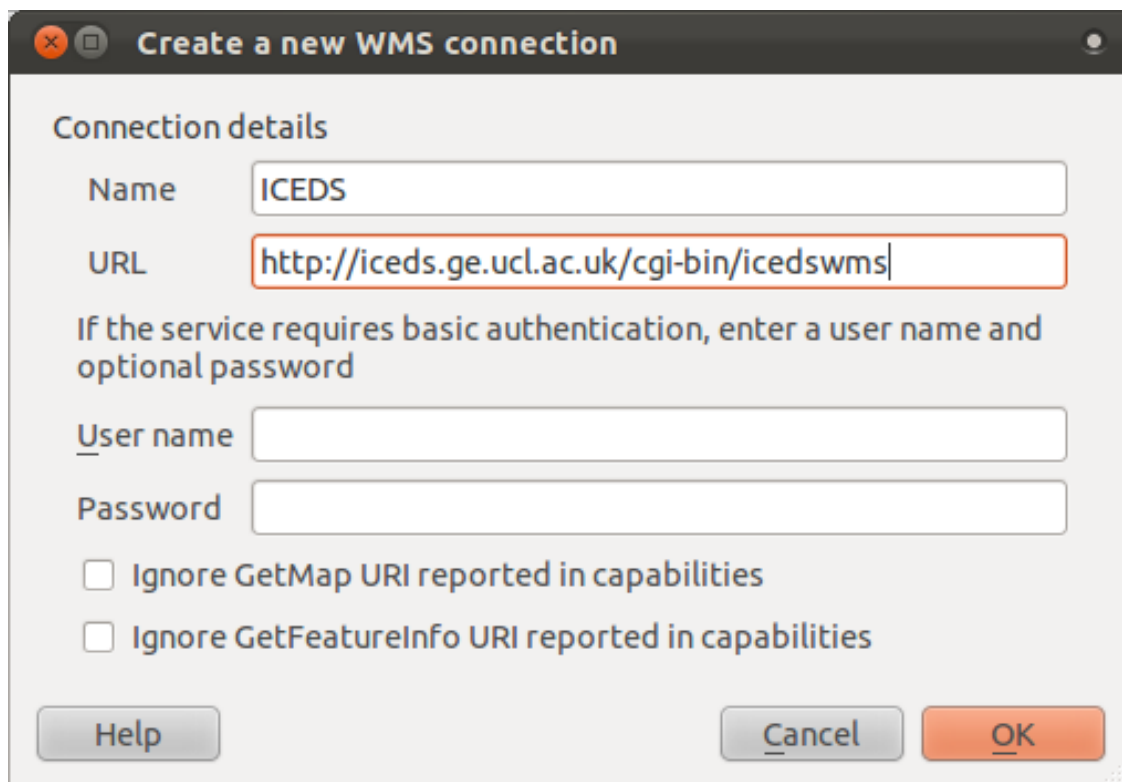 Create a new WMS connection
Connection details
Name ICEDS
URL http://iceds.ge.ucl.ac.uk/cgi-bin/icedswms
If the service requires basic authentication, enter a user name and
optional password
User name
Password
Ignore GetMap URI reported in capabilities
Ignore GetFeatureInfo URI reported in capabilities
Help Cancel OK